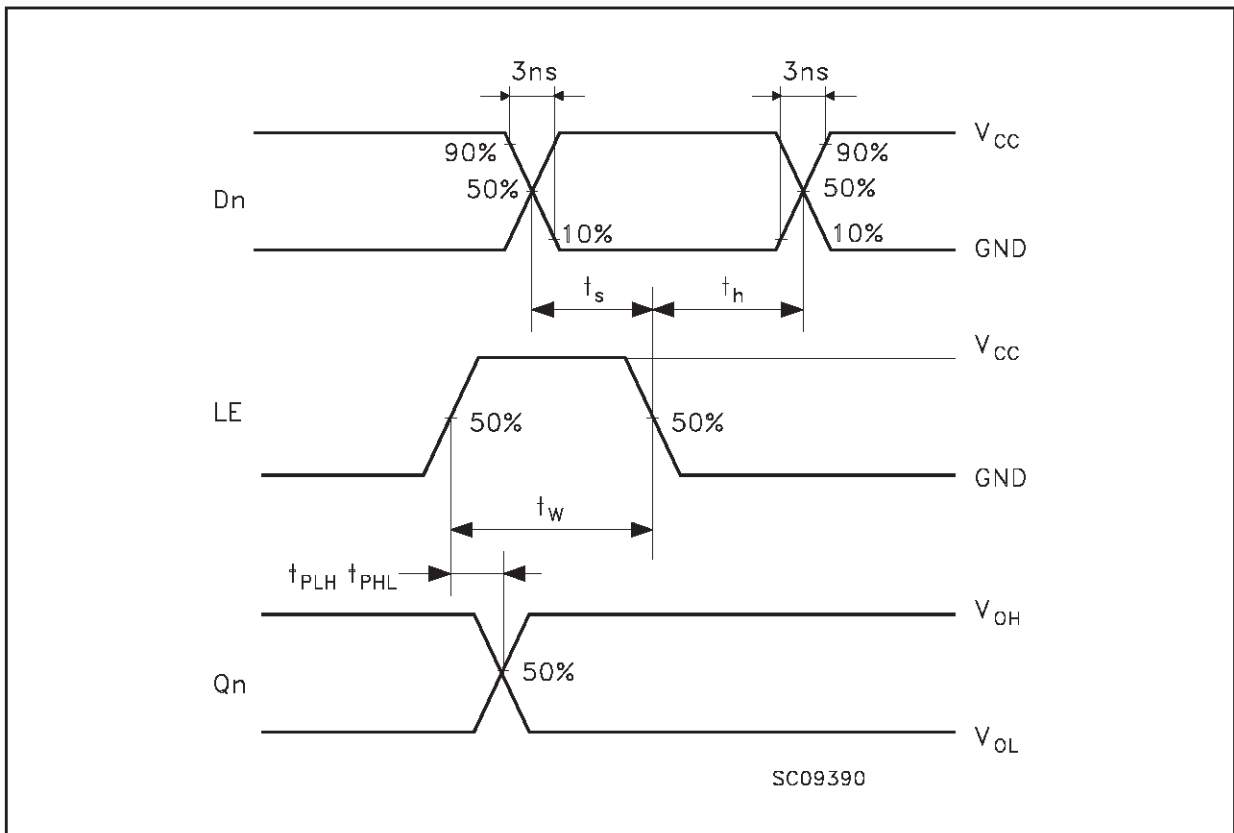 3ns 3ns
V_CC
90% 90%
Dn 50% 50%
10% 10%
GND
t_s t_h
V_CC
LE 50% 50%
GND
t_W
t_PLH t_PHL
V_OH
Qn 50%
V_OL
SC09390